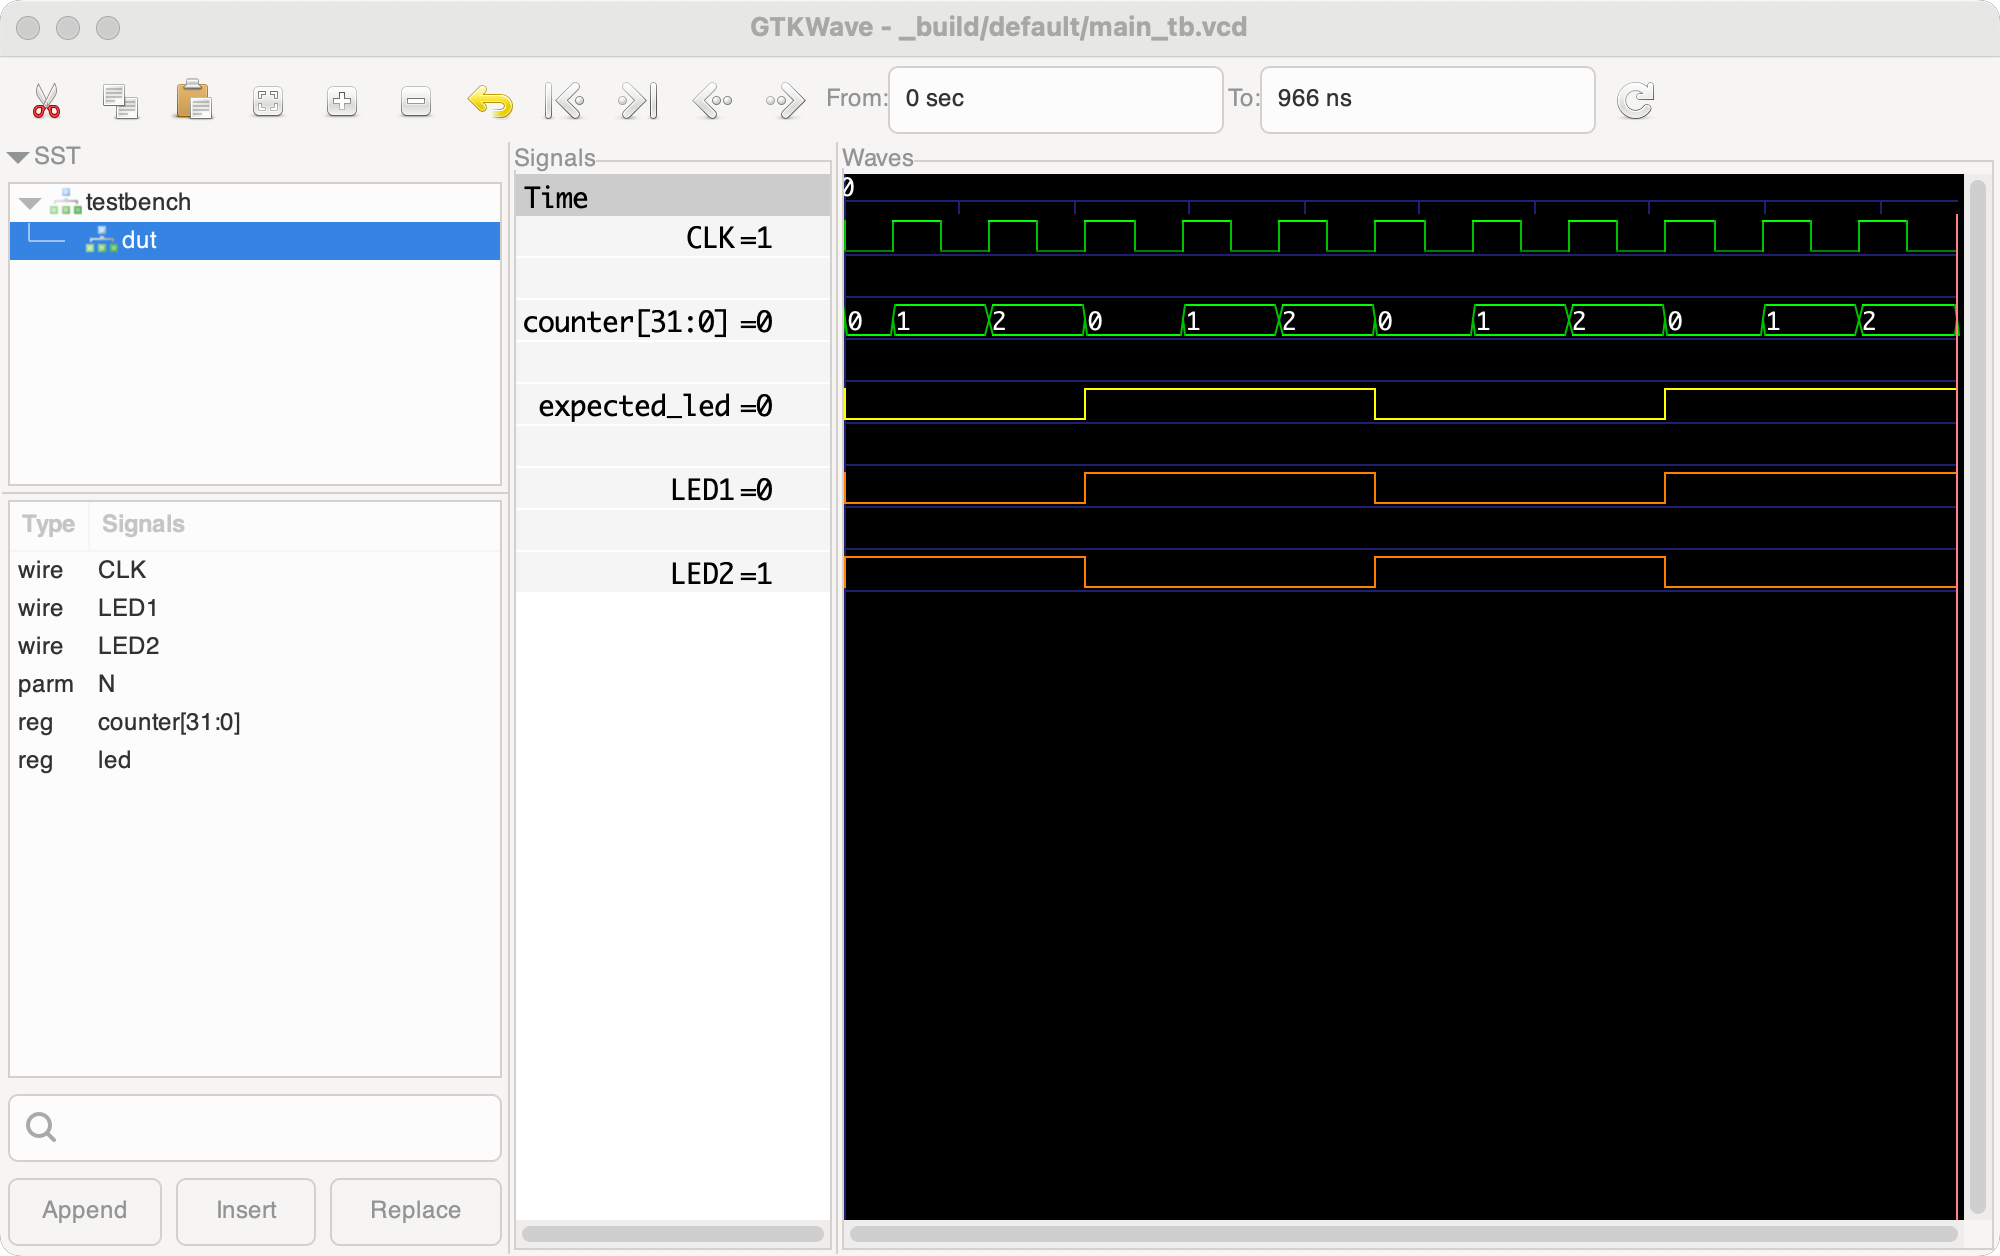 GTKWave - _build/default/main_tb.vcd
From: 0 sec To: 966 ns
SST
testbench
dut
Type Signals
wire CLK
wire LED1
wire LED2
parm N
reg counter[31:0]
reg led
Append Insert Replace
Signals
Time
CLK=1
counter[31:0] =0
expected_led =0
LED1=0
LED2=1
Waves
0
0 1 2 0 1 2 0 1 2 0 1 2